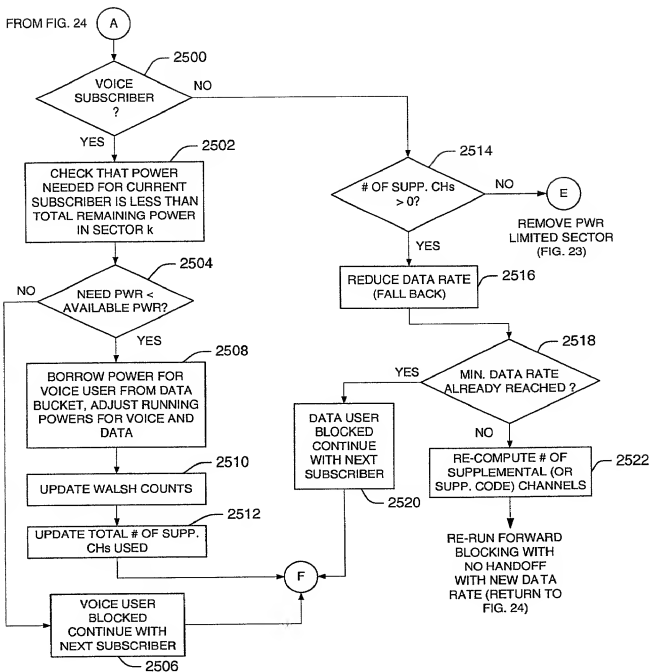 FROM FIG. 24
A
2500
VOICE
SUBSCRIBER
?
NO
YES
2502
CHECK THAT POWER
NEEDED FOR CURRENT
SUBSCRIBER IS LESS THAN
TOTAL REMAINING POWER
IN SECTOR k
2504
NO
NEED PWR <
AVAILABLE PWR?
YES
2508
BORROW POWER FOR
VOICE USER FROM DATA
BUCKET, ADJUST RUNNING
POWERS FOR VOICE AND
DATA
2510
UPDATE WALSH COUNTS
2512
UPDATE TOTAL # OF SUPP.
CHs USED
VOICE USER
BLOCKED
CONTINUE WITH
NEXT SUBSCRIBER
2506
F
2514
# OF SUPP. CHs
> 0?
NO
E
REMOVE PWR
LIMITED SECTOR
(FIG. 23)
YES
REDUCE DATA RATE
(FALL BACK)
2516
2518
MIN. DATA RATE
ALREADY REACHED ?
YES
DATA USER
BLOCKED
CONTINUE
WITH NEXT
SUBSCRIBER
2520
NO
RE-COMPUTE # OF
SUPPLEMENTAL (OR
SUPP. CODE) CHANNELS
2522
RE-RUN FORWARD
BLOCKING WITH
NO HANDOFF
WITH NEW DATA
RATE (RETURN TO
FIG. 24)